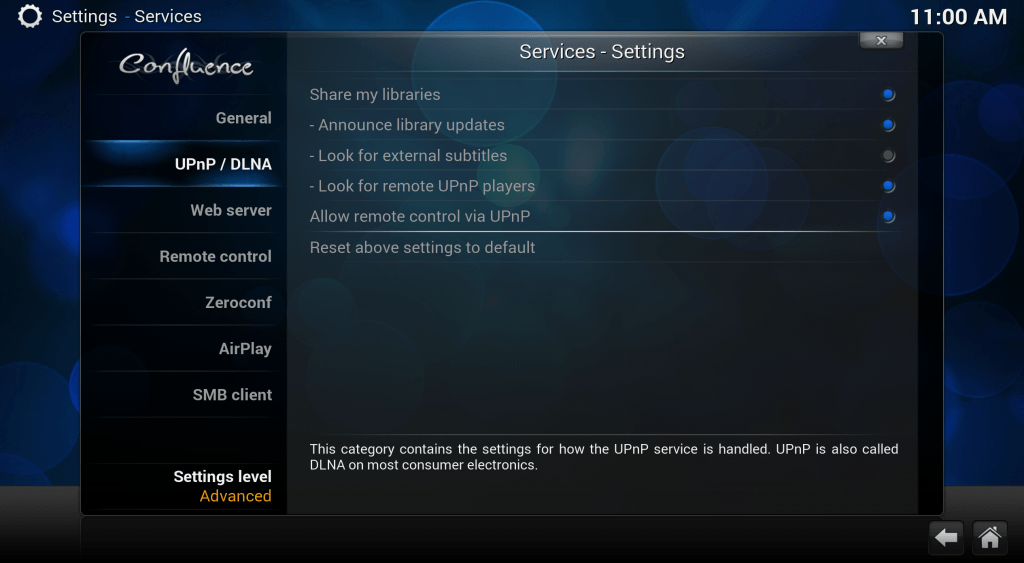 Settings - Services
11:00 AM
Confluence
Services - Settings
General
UPnP / DLNA
Web server
Remote control
Zeroconf
AirPlay
SMB client
Settings level
Advanced
Share my libraries
- Announce library updates
- Look for external subtitles
- Look for remote UPnP players
Allow remote control via UPnP
Reset above settings to default
This category contains the settings for how the UPnP service is handled. UPnP is also called
DLNA on most consumer electronics.